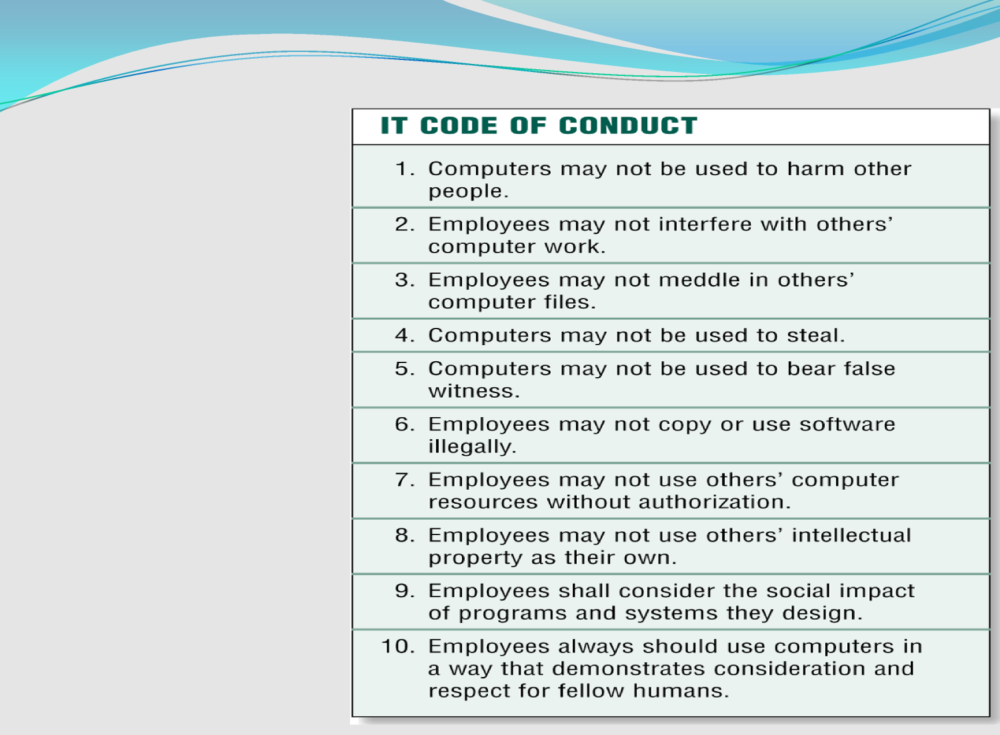 IT CODE OF CONDUCT
1. Computers may not be used to harm other
people.
2. Employees may not interfere with others’
computer work.
3. Employees may not meddle in others’
computer files.
4. Computers may not be used to steal.
5. Computers may not be used to bear false
witness.
6. Employees may not copy or use software
illegally.
7. Employees may not use others’ computer
resources without authorization.
8. Employees may not use others’ intellectual
property as their own.
9. Employees shall consider the social impact
of programs and systems they design.
10. Employees always should use computers in
a way that demonstrates consideration and
respect for fellow humans.